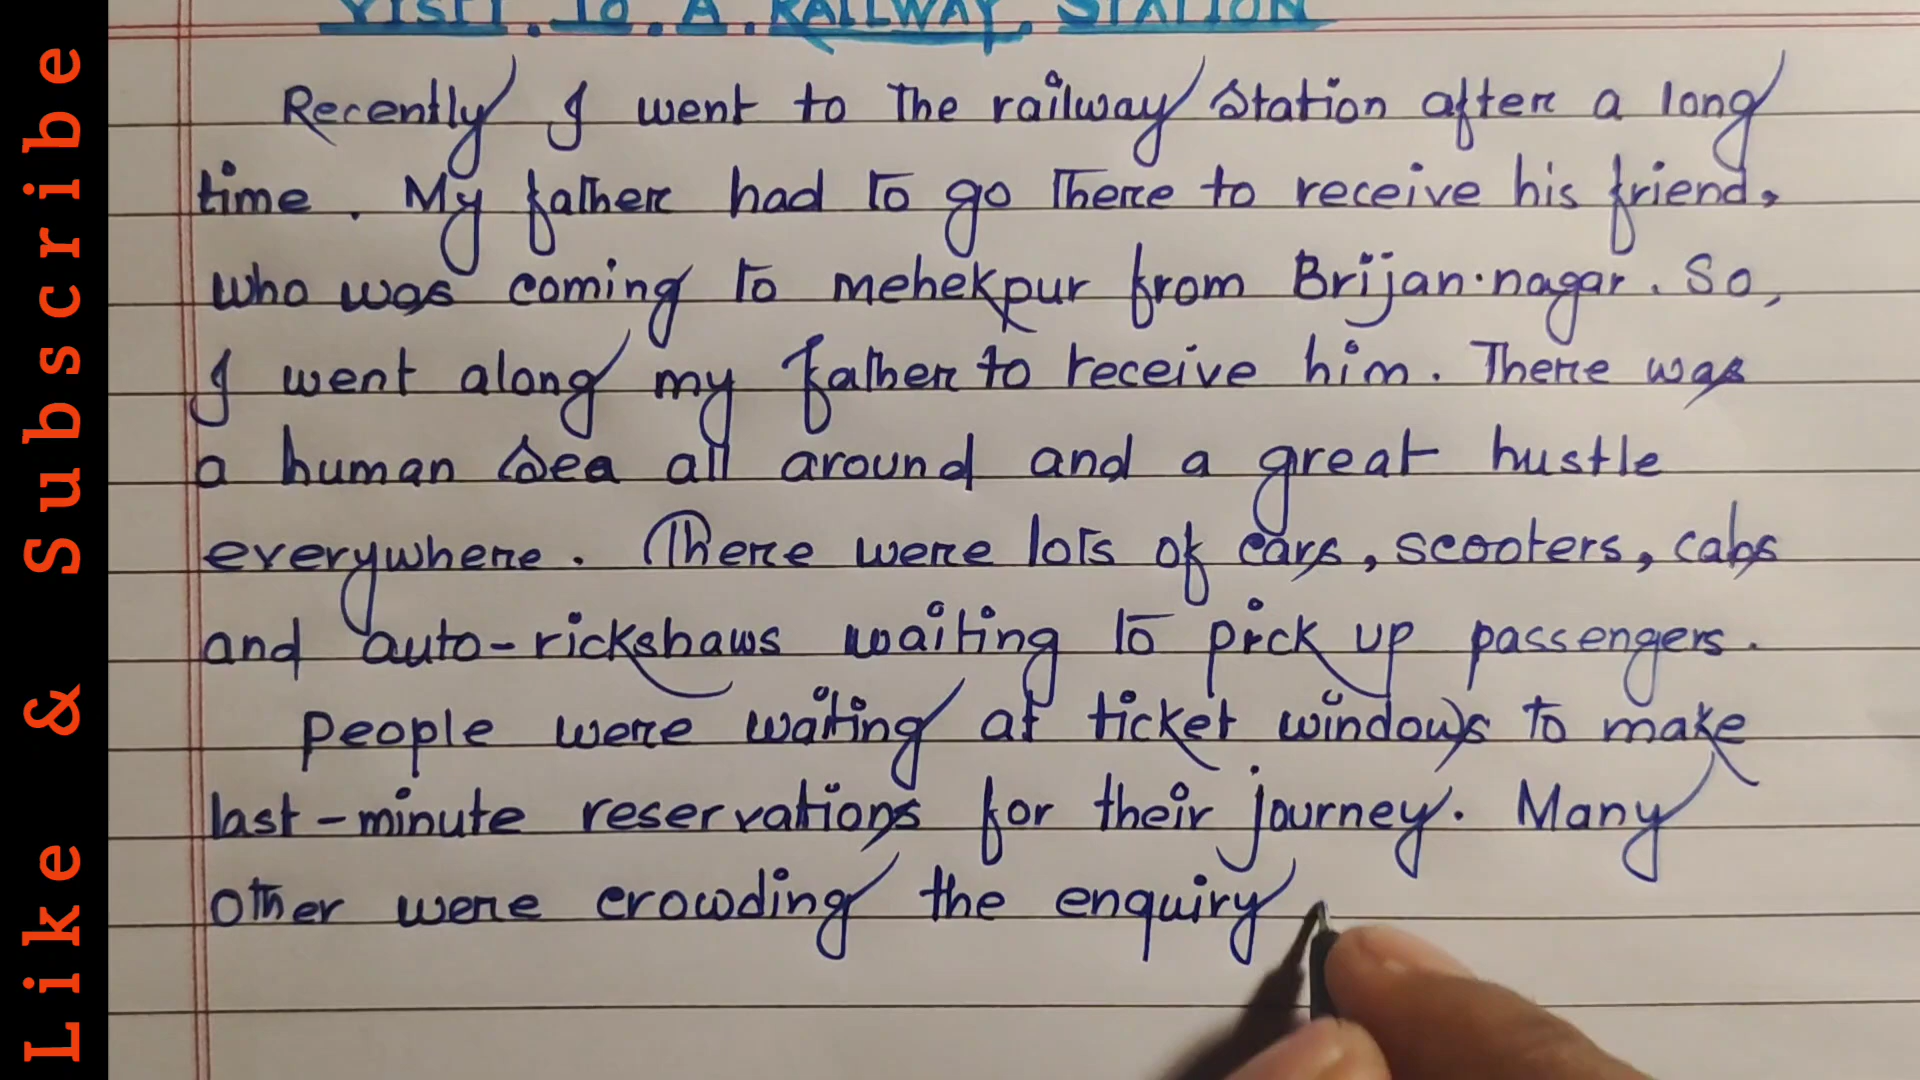 VISIT. TO. A. RAILWAY. STATION
Recently I went to the railway station after a long
time. My father had to go there to receive his friend,
who was coming to mehekpur from Brijan.nagar. So,
I went along my father to receive him. There was
a human sea all around and a great hustle
everywhere. There were lots of cars, scooters, cabs
and auto-rickshaws waiting to pick up passengers.
People were waiting at ticket windows to make
last-minute reservations for their journey. Many
other were crowding the enquiry
Like & Subscribe